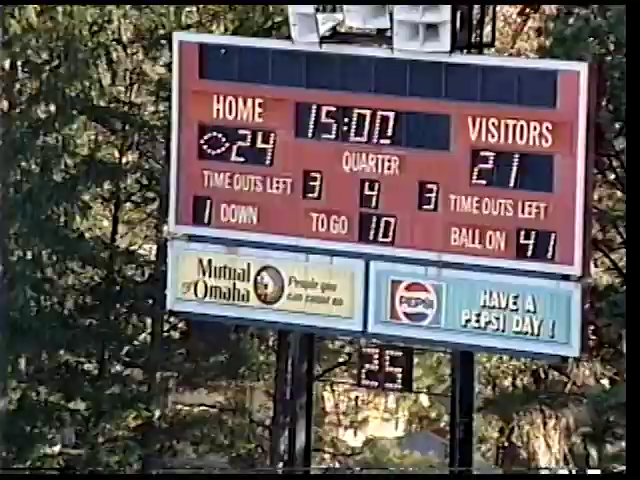 HOME 15:00 VISITORS
24 QUARTER 21
TIME OUTS LEFT 3 4 3 TIME OUTS LEFT
1 DOWN TO GO 10 BALL ON 41
Mutual
of Omaha
People you
can count on
PEPSI
HAVE A
PEPSI DAY!
25